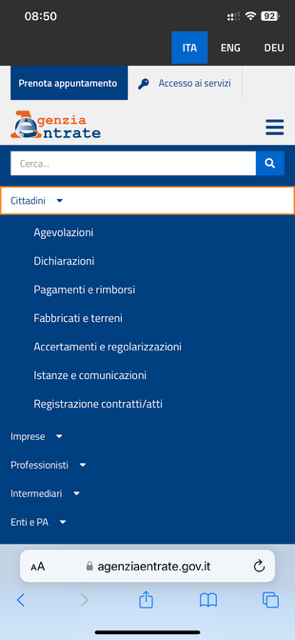 08:50
92
ITA ENG DEU
Prenota appuntamento Accesso ai servizi
agenzia
entrate
Cerca...
Cittadini
Agevolazioni
Dichiarazioni
Pagamenti e rimborsi
Fabbricati e terreni
Accertamenti e regolarizzazioni
Istanze e comunicazioni
Registrazione contratti/atti
Imprese
Professionisti
Intermediari
Enti e PA
AA agenziaentrate.gov.it